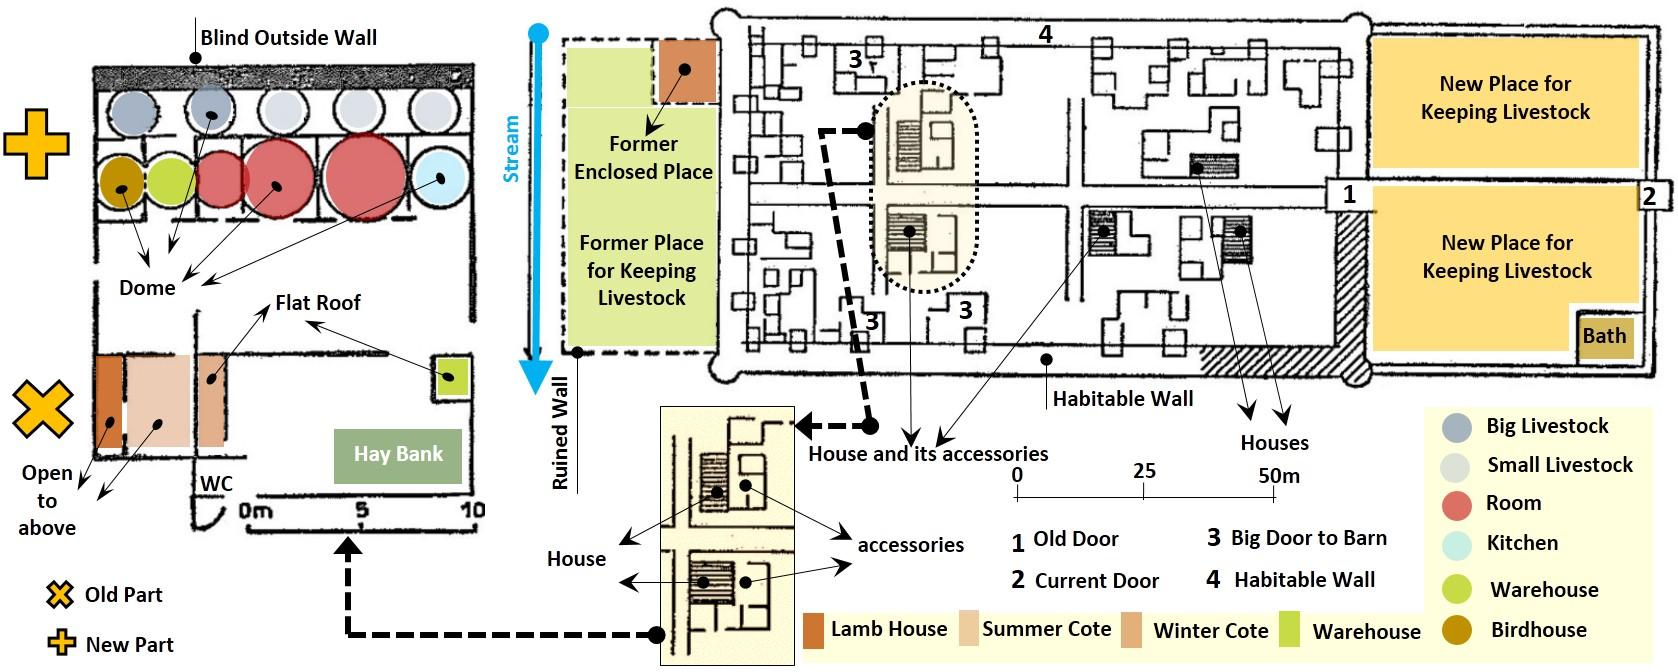 Blind Outside Wall
Dome
Flat Roof
Open
to
above
WC
Hay Bank
0m 5 10
Old Part
New Part
Stream
Former
Enclosed Place
Former Place
for Keeping
Livestock
Ruined Wall
3
4
3
3
1
2
New Place for
Keeping Livestock
New Place for
Keeping Livestock
Bath
Habitable Wall
House and its accessories
Houses
0 25 50m
House
accessories
1 Old Door
2 Current Door
3 Big Door to Barn
4 Habitable Wall
Lamb House
Summer Cote
Winter Cote
Warehouse
Big Livestock
Small Livestock
Room
Kitchen
Warehouse
Birdhouse